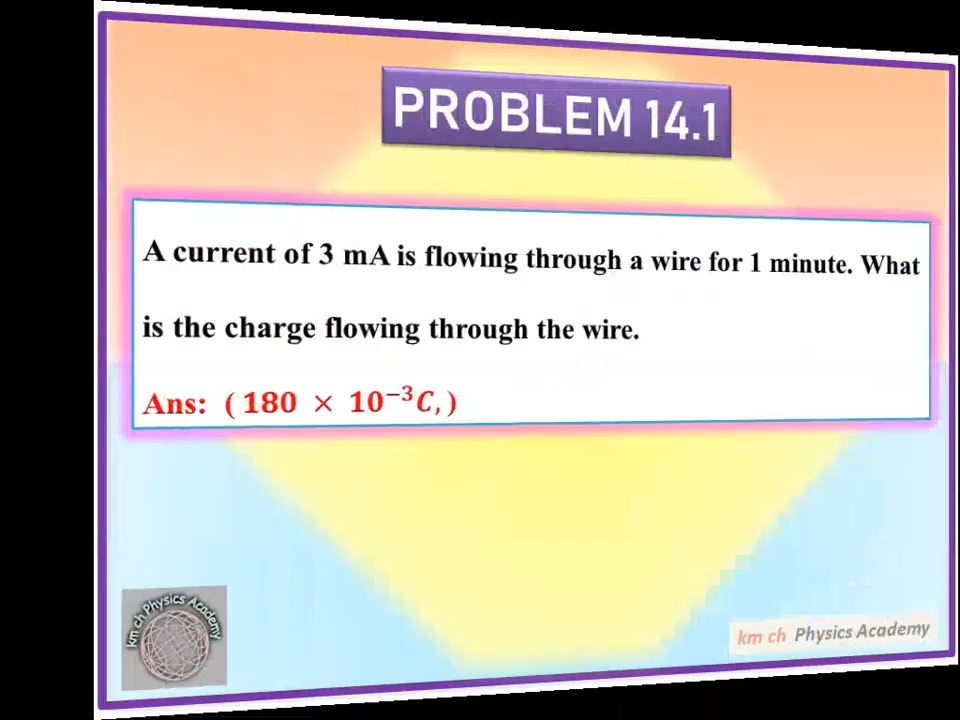 PROBLEM 14.1
A current of 3 mA is flowing through a wire for 1 minute. What
is the charge flowing through the wire.
Ans: ( 180 × 10⁻³C, )
km ch Physics Academy
km ch Physics Academy